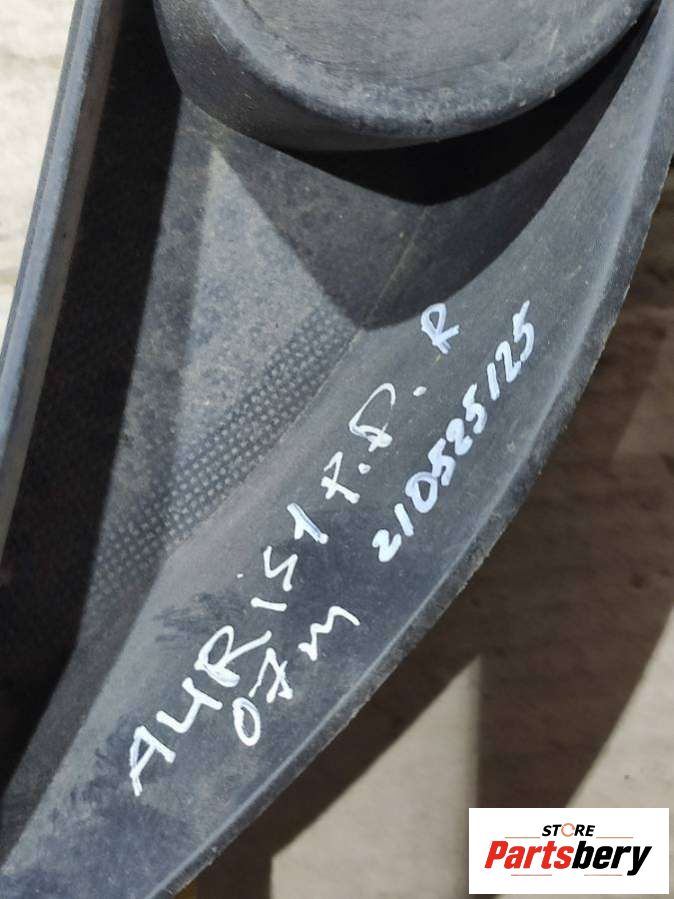 AURis 1 X.D. R
07m 210525125
STORE
Partsbery